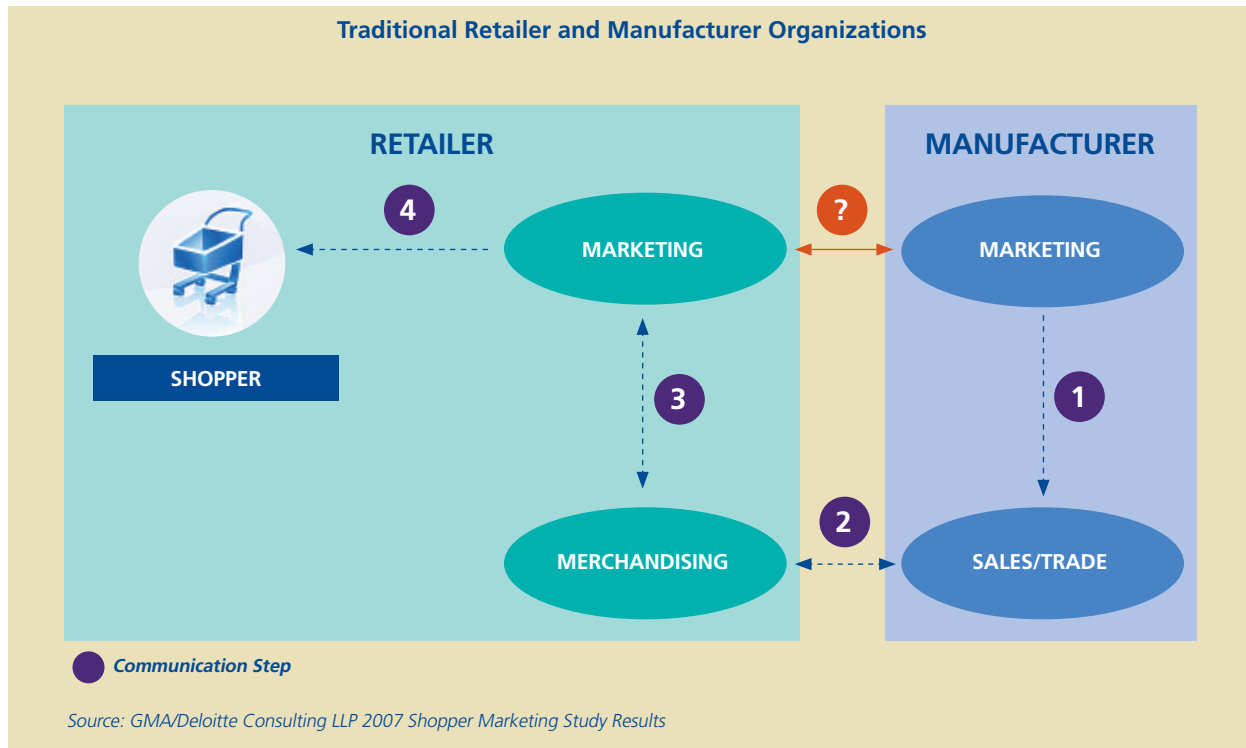 Traditional Retailer and Manufacturer Organizations
RETAILER
MANUFACTURER
4
?
MARKETING
MARKETING
SHOPPER
3
1
2
MERCHANDISING
SALES/TRADE
Communication Step
Source: GMA/Deloitte Consulting LLP 2007 Shopper Marketing Study Results